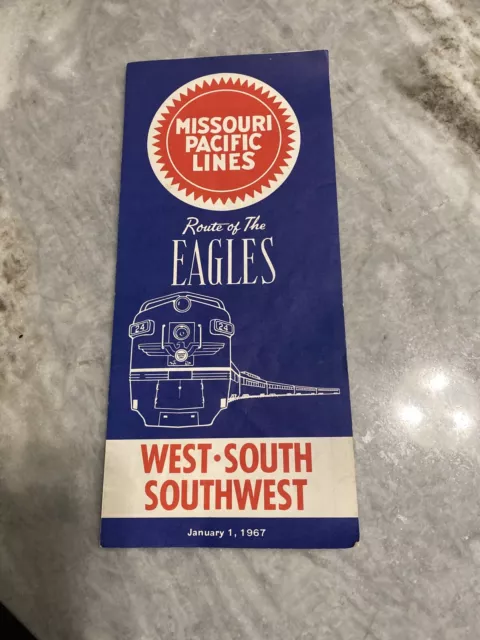 MISSOURI
PACIFIC
LINES
Route of The
EAGLES
24 24
WEST·SOUTH
SOUTHWEST
January 1, 1967